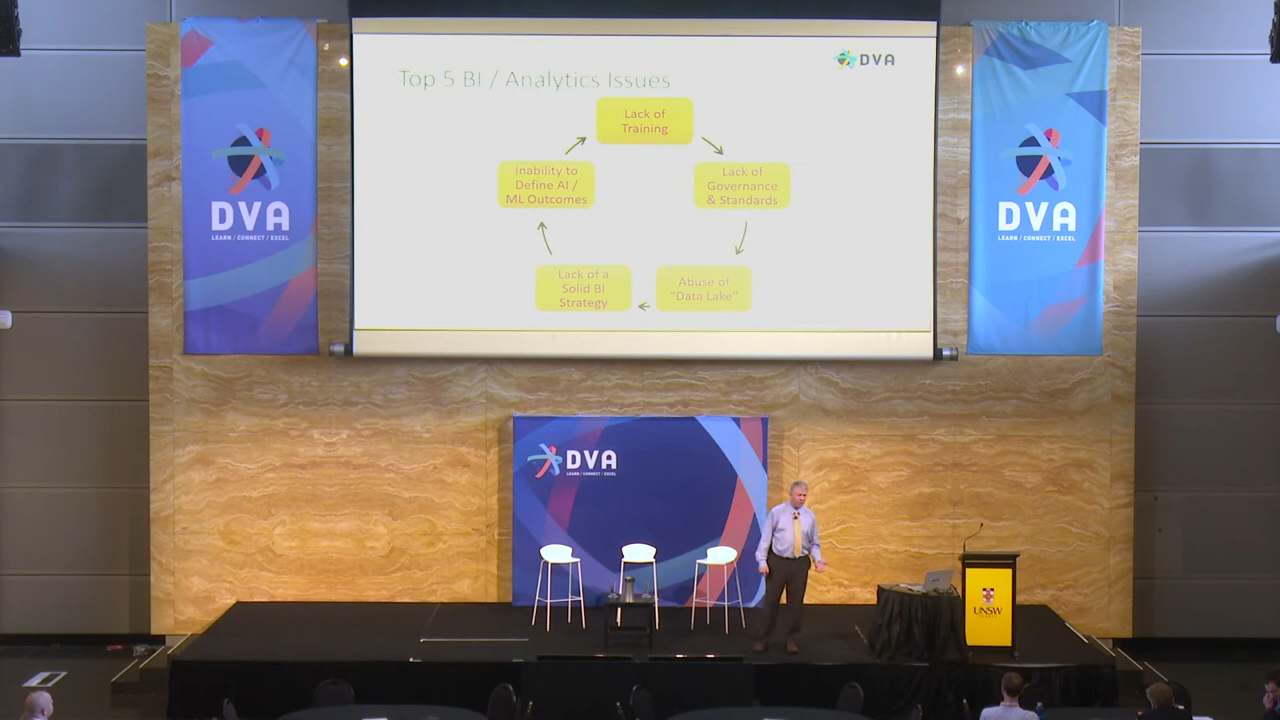 DVA
Top 5 BI / Analytics Issues
Lack of
Training
Inability to
Define AI /
ML Outcomes
Lack of
Governance
& Standards
Lack of a
Solid BI
Strategy
Abuse of
"Data Lake"
DVA
LEARN / CONNECT / EXCEL
DVA
LEARN / CONNECT / EXCEL
DVA
LEARN / CONNECT / EXCEL
UNSW